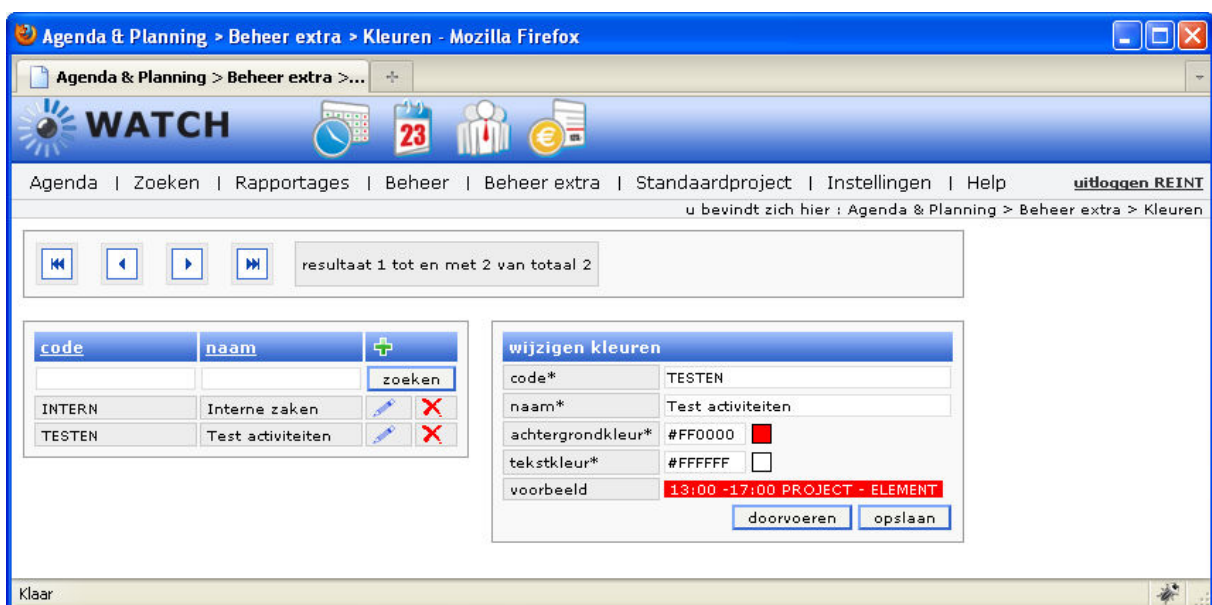 Agenda & Planning > Beheer extra > Kleuren - Mozilla Firefox
Agenda & Planning > Beheer extra >...
WATCH
23
Agenda | Zoeken | Rapportages | Beheer | Beheer extra | Standaardproject | Instellingen | Help uitloggen REINT
u bevindt zich hier : Agenda & Planning > Beheer extra > Kleuren
resultaat 1 tot en met 2 van totaal 2
code naam
zoeken
INTERN Interne zaken
TESTEN Test activiteiten
wijzigen kleuren
code* TESTEN
naam* Test activiteiten
achtergrondkleur* #FF0000
tekstkleur* #FFFFFF
voorbeeld 13:00 -17:00 PROJECT - ELEMENT
doorvoeren opslaan
Klaar